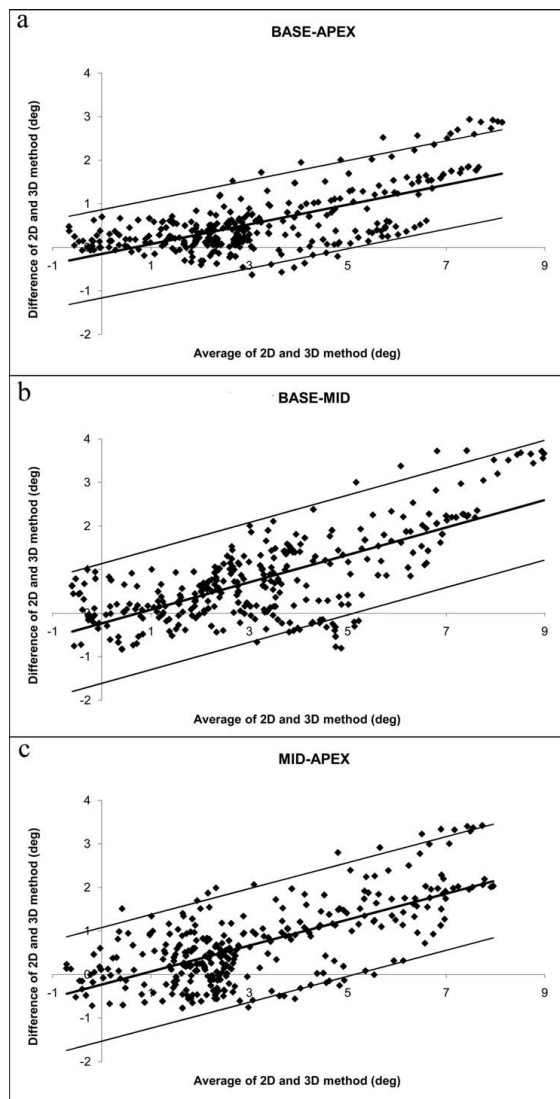 a
BASE-APEX
4
3
2
1
0
-1 1 3 5 7 9
-1
-2
Difference of 2D and 3D method (deg)
Average of 2D and 3D method (deg)
b
BASE-MID
4
3
2
1
0
-1 1 3 5 7 9
-1
-2
Difference of 2D and 3D method (deg)
Average of 2D and 3D method (deg)
c
MID-APEX
4
3
2
1
0
-1 1 3 5 7 9
-1
-2
Difference of 2D and 3D method (deg)
Average of 2D and 3D method (deg)